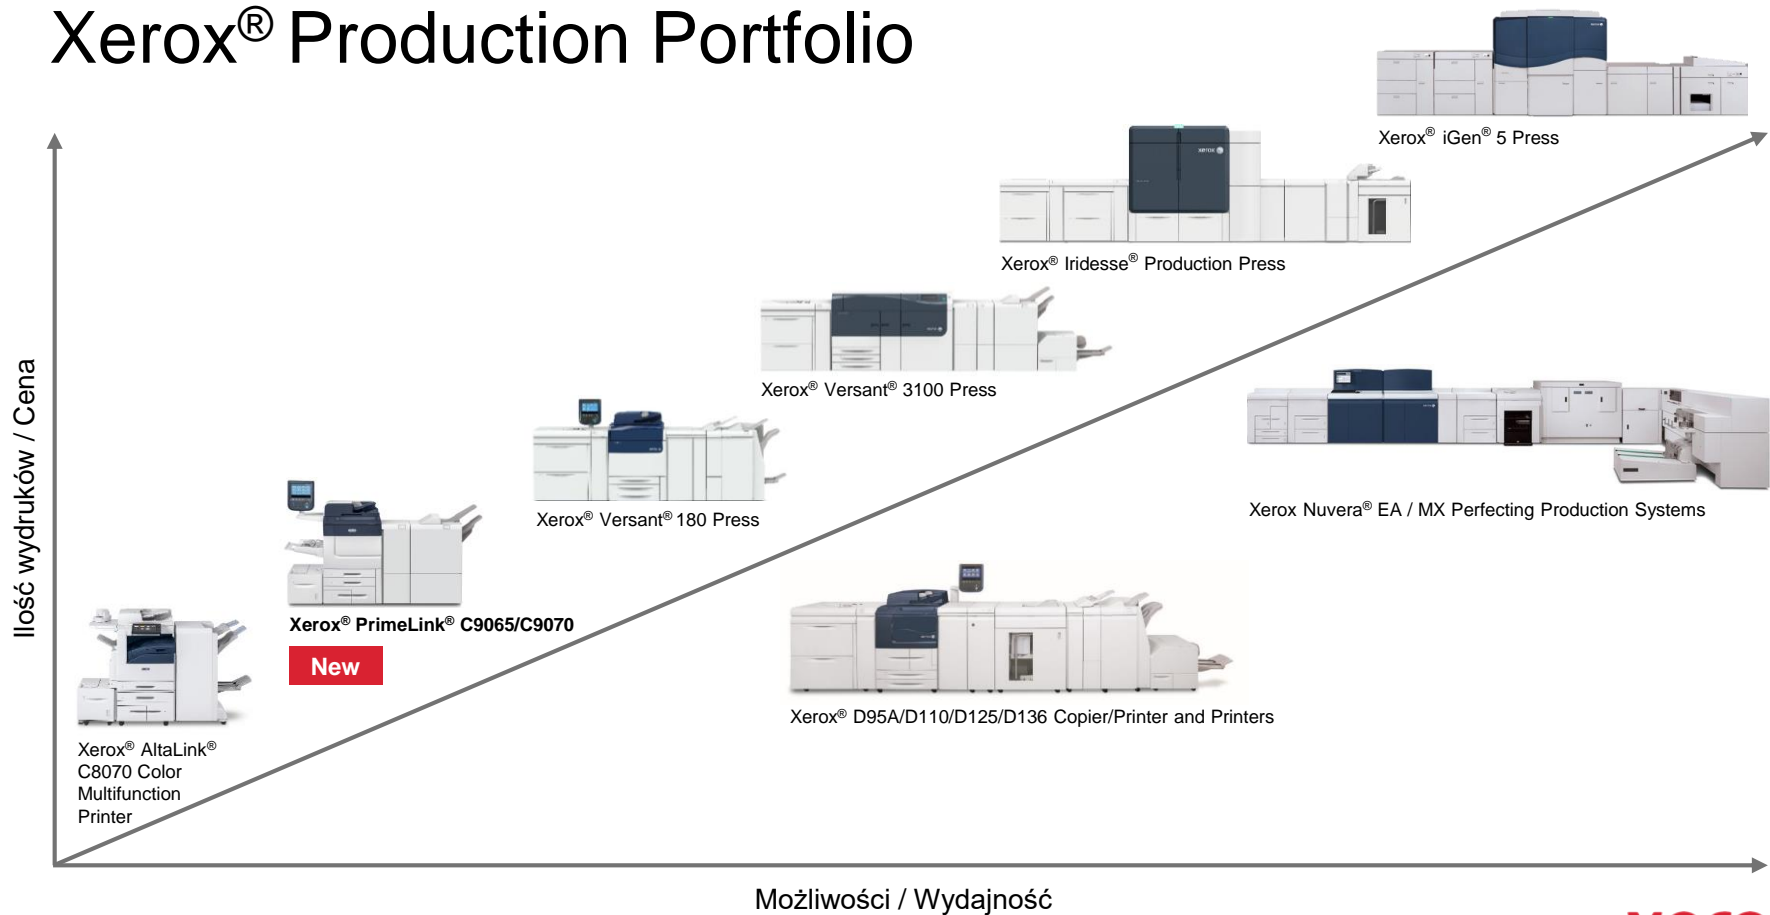 Xerox® Production Portfolio
Xerox® iGen® 5 Press
Xerox® Iridesse® Production Press
Xerox® Versant® 3100 Press
Xerox® Versant® 180 Press
Xerox Nuvera® EA / MX Perfecting Production Systems
Xerox® PrimeLink® C9065/C9070
New
Xerox® D95A/D110/D125/D136 Copier/Printer and Printers
Xerox® AltaLink®
C8070 Color
Multifunction
Printer
Ilość wydruków / Cena
Możliwości / Wydajność